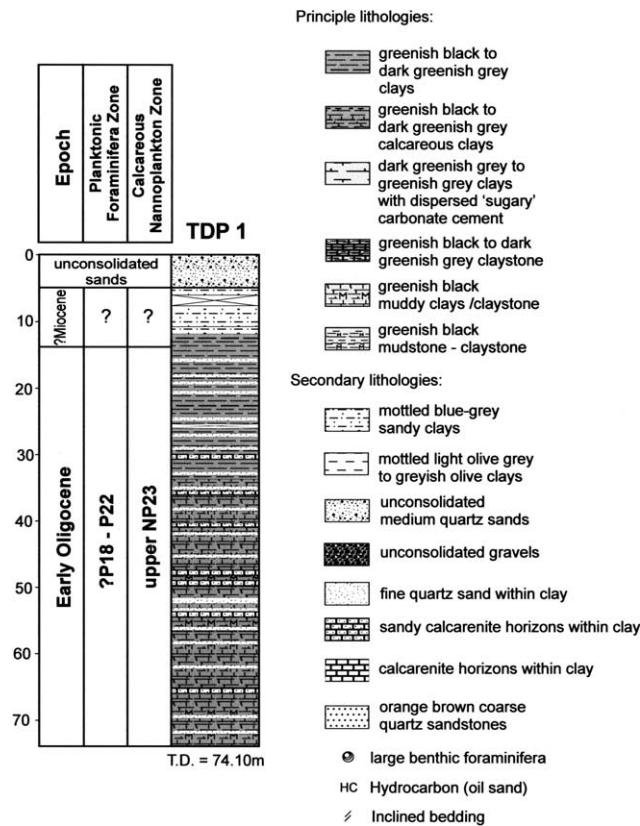 Principle lithologies:
greenish black to
dark greenish grey
clays
greenish black to
dark greenish grey
calcareous clays
dark greenish grey to
greenish grey clays
with dispersed 'sugary'
carbonate cement
greenish black to dark
greenish grey claystone
greenish black
muddy clays /claystone
greenish black
mudstone - claystone
Secondary lithologies:
mottled blue-grey
sandy clays
mottled light olive grey
to greyish olive clays
unconsolidated
medium quartz sands
unconsolidated gravels
fine quartz sand within clay
sandy calcarenite horizons within clay
calcarenite horizons within clay
orange brown coarse
quartz sandstones
large benthic foraminifera
HC Hydrocarbon (oil sand)
Inclined bedding
Epoch
Planktonic
Foraminifera Zone
Calcareous
Nannoplankton Zone
TDP 1
0
10
20
30
40
50
60
70
unconsolidated
sands
?Miocene
?
?
Early Oligocene
?P18 - P22
upper NP23
T.D. = 74.10m